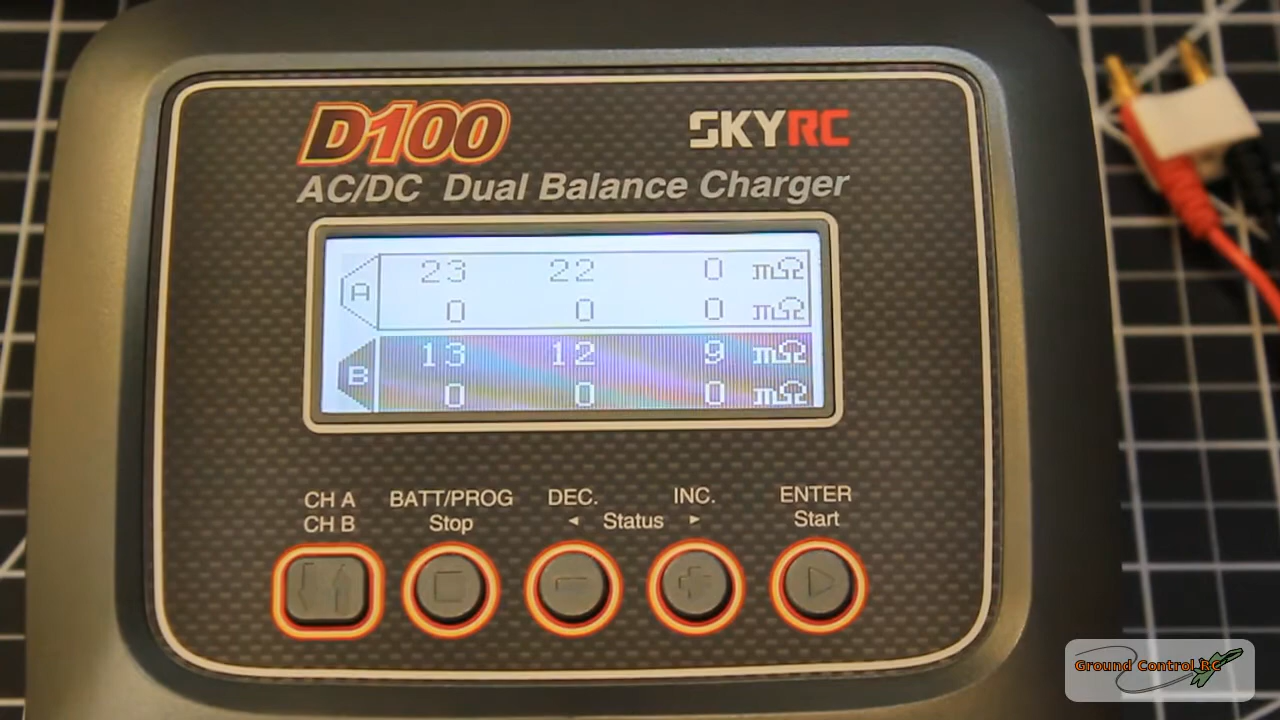 D100
SKYRC
AC/DC Dual Balance Charger
A
23 22 0 mΩ
0 0 0 mΩ
B
13 12 9 mΩ
0 0 0 mΩ
CH A
CH B
BATT/PROG
Stop
DEC.
INC.
◄ Status ►
ENTER
Start
Ground Control RC